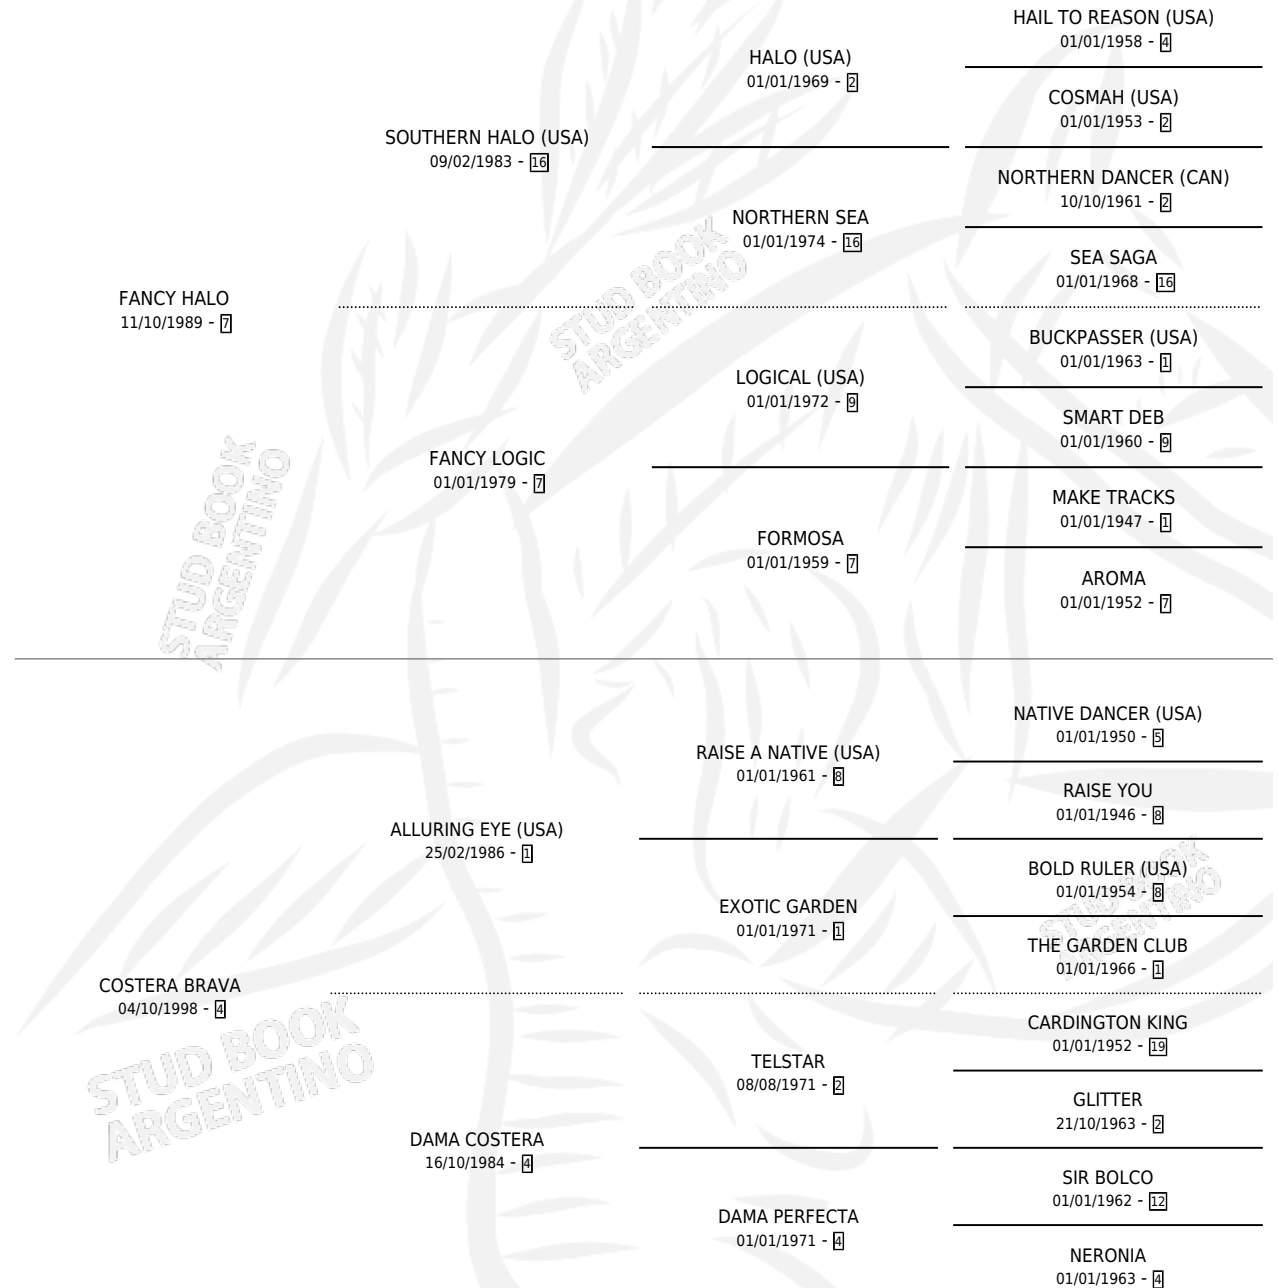 HAIL TO REASON (USA)
01/01/1958 - 4
HALO (USA)
01/01/1969 - 2
COSMAH (USA)
01/01/1953 - 2
SOUTHERN HALO (USA)
09/02/1983 - 16
NORTHERN DANCER (CAN)
10/10/1961 - 2
NORTHERN SEA
01/01/1974 - 16
SEA SAGA
01/01/1968 - 16
FANCY HALO
11/10/1989 - 7
BUCKPASSER (USA)
01/01/1963 - 1
LOGICAL (USA)
01/01/1972 - 9
SMART DEB
01/01/1960 - 9
FANCY LOGIC
01/01/1979 - 7
MAKE TRACKS
01/01/1947 - 1
FORMOSA
01/01/1959 - 7
AROMA
01/01/1952 - 7
STUD BOOK
ARGENTINO
STUD BOOK
ARGENTINO
NATIVE DANCER (USA)
01/01/1950 - 5
RAISE A NATIVE (USA)
01/01/1961 - 8
RAISE YOU
01/01/1946 - 8
ALLURING EYE (USA)
25/02/1986 - 1
BOLD RULER (USA)
01/01/1954 - 8
EXOTIC GARDEN
01/01/1971 - 1
THE GARDEN CLUB
01/01/1966 - 1
COSTERA BRAVA
04/10/1998 - 4
CARDINGTON KING
01/01/1952 - 19
TELSTAR
08/08/1971 - 2
GLITTER
21/10/1963 - 2
DAMA COSTERA
16/10/1984 - 4
SIR BOLCO
01/01/1962 - 12
DAMA PERFECTA
01/01/1971 - 4
NERONIA
01/01/1963 - 4
STUD BOOK
ARGENTINO
STUD BOOK
ARGENTINO